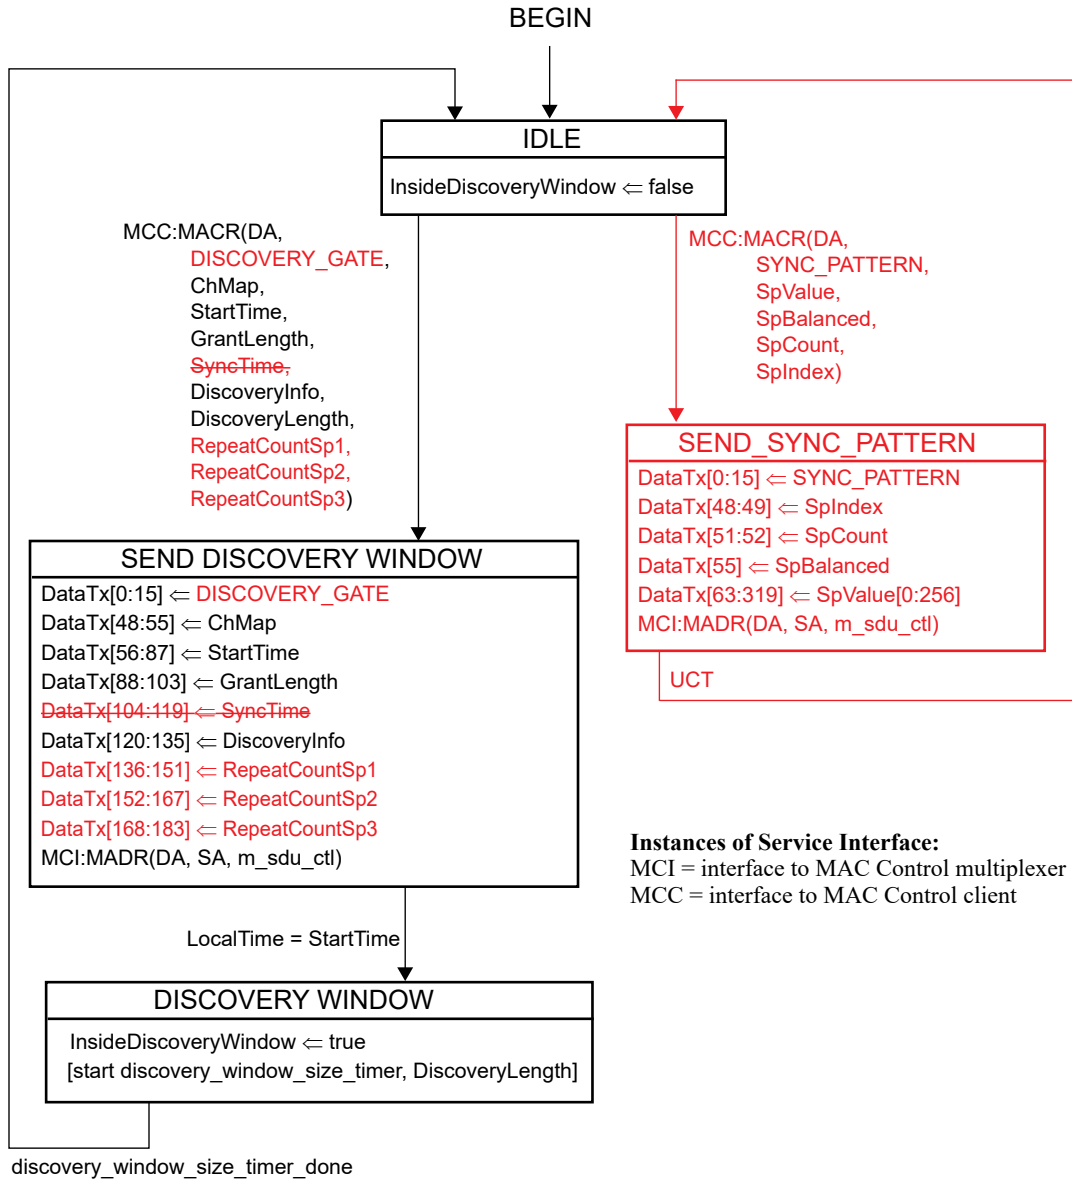 BEGIN
IDLE
InsideDiscoveryWindow ⇐ false
MCC:MACR(DA,
DISCOVERY_GATE,
ChMap,
StartTime,
GrantLength,
SyncTime,
DiscoveryInfo,
DiscoveryLength,
RepeatCountSp1,
RepeatCountSp2,
RepeatCountSp3)
MCC:MACR(DA,
SYNC_PATTERN,
SpValue,
SpBalanced,
SpCount,
SpIndex)
SEND DISCOVERY WINDOW
DataTx[0:15] ⇐ DISCOVERY_GATE
DataTx[48:55] ⇐ ChMap
DataTx[56:87] ⇐ StartTime
DataTx[88:103] ⇐ GrantLength
DataTx[104:119] ⇐ SyncTime
DataTx[120:135] ⇐ DiscoveryInfo
DataTx[136:151] ⇐ RepeatCountSp1
DataTx[152:167] ⇐ RepeatCountSp2
DataTx[168:183] ⇐ RepeatCountSp3
MCI:MADR(DA, SA, m_sdu_ctl)
SEND_SYNC_PATTERN
DataTx[0:15] ⇐ SYNC_PATTERN
DataTx[48:49] ⇐ SpIndex
DataTx[51:52] ⇐ SpCount
DataTx[55] ⇐ SpBalanced
DataTx[63:319] ⇐ SpValue[0:256]
MCI:MADR(DA, SA, m_sdu_ctl)
UCT
Instances of Service Interface:
MCI = interface to MAC Control multiplexer
MCC = interface to MAC Control client
LocalTime = StartTime
DISCOVERY WINDOW
InsideDiscoveryWindow ⇐ true
[start discovery_window_size_timer, DiscoveryLength]
discovery_window_size_timer_done